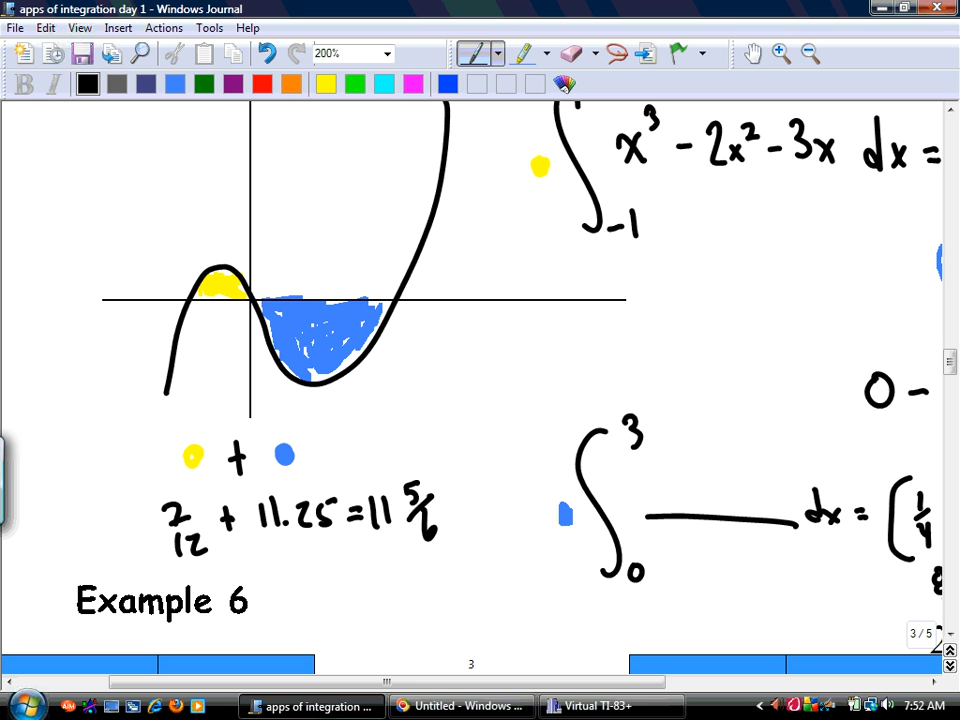 apps of integration day 1 - Windows Journal
File Edit View Insert Actions Tools Help
200%
B I
x³ - 2x² - 3x dx =
-1
0 -
+
3
/12 + 11.25 = 11 5/6
dx = (1/4
0
Example 6
3 / 5
3
apps of integration ...
Untitled - Windows ...
Virtual TI-83+
7:52 AM